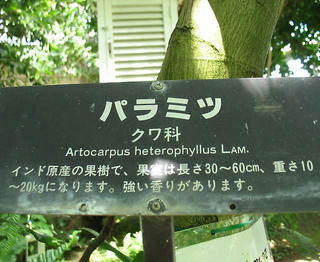 パラミツ
クワ科
Artocarpus heterophyllus LAM.
インド原産の果樹で、果実は長さ30～60cm、重さ10
～20kgになります。強い香りがあります。